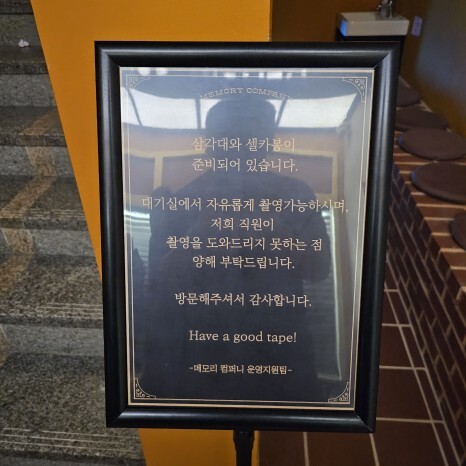 MEMORY COMPANY
삼각대와 셀카봉이
준비되어 있습니다.
대기실에서 자유롭게 촬영가능하시며,
저희 직원이
촬영을 도와드리지 못하는 점
양해 부탁드립니다.
방문해주셔서 감사합니다.
Have a good tape!
-메모리 컴퍼니 운영지원팀-